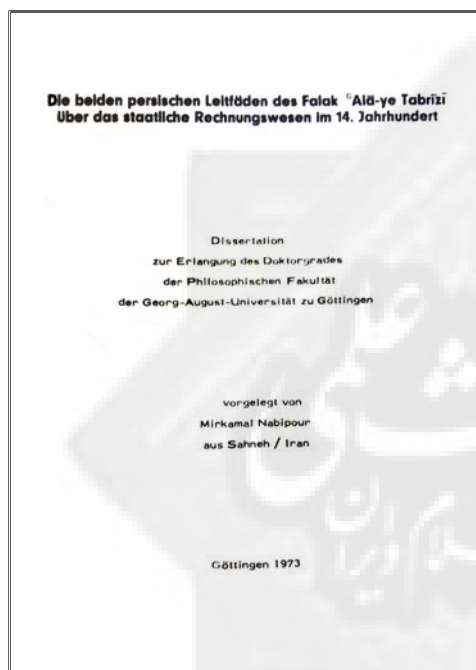 Die beiden persischen Leitfäden des Falak ᶜAlā-ye Tabrīzī
Über das staatliche Rechnungswesen im 14. Jahrhundert
Dissertation
zur Erlangung des Doktorgrades
der Philosophischen Fakultät
der Georg-August-Universität zu Göttingen
vorgelegt von
Mirkamal Nabipour
aus Sahneh / Iran
Göttingen 1973